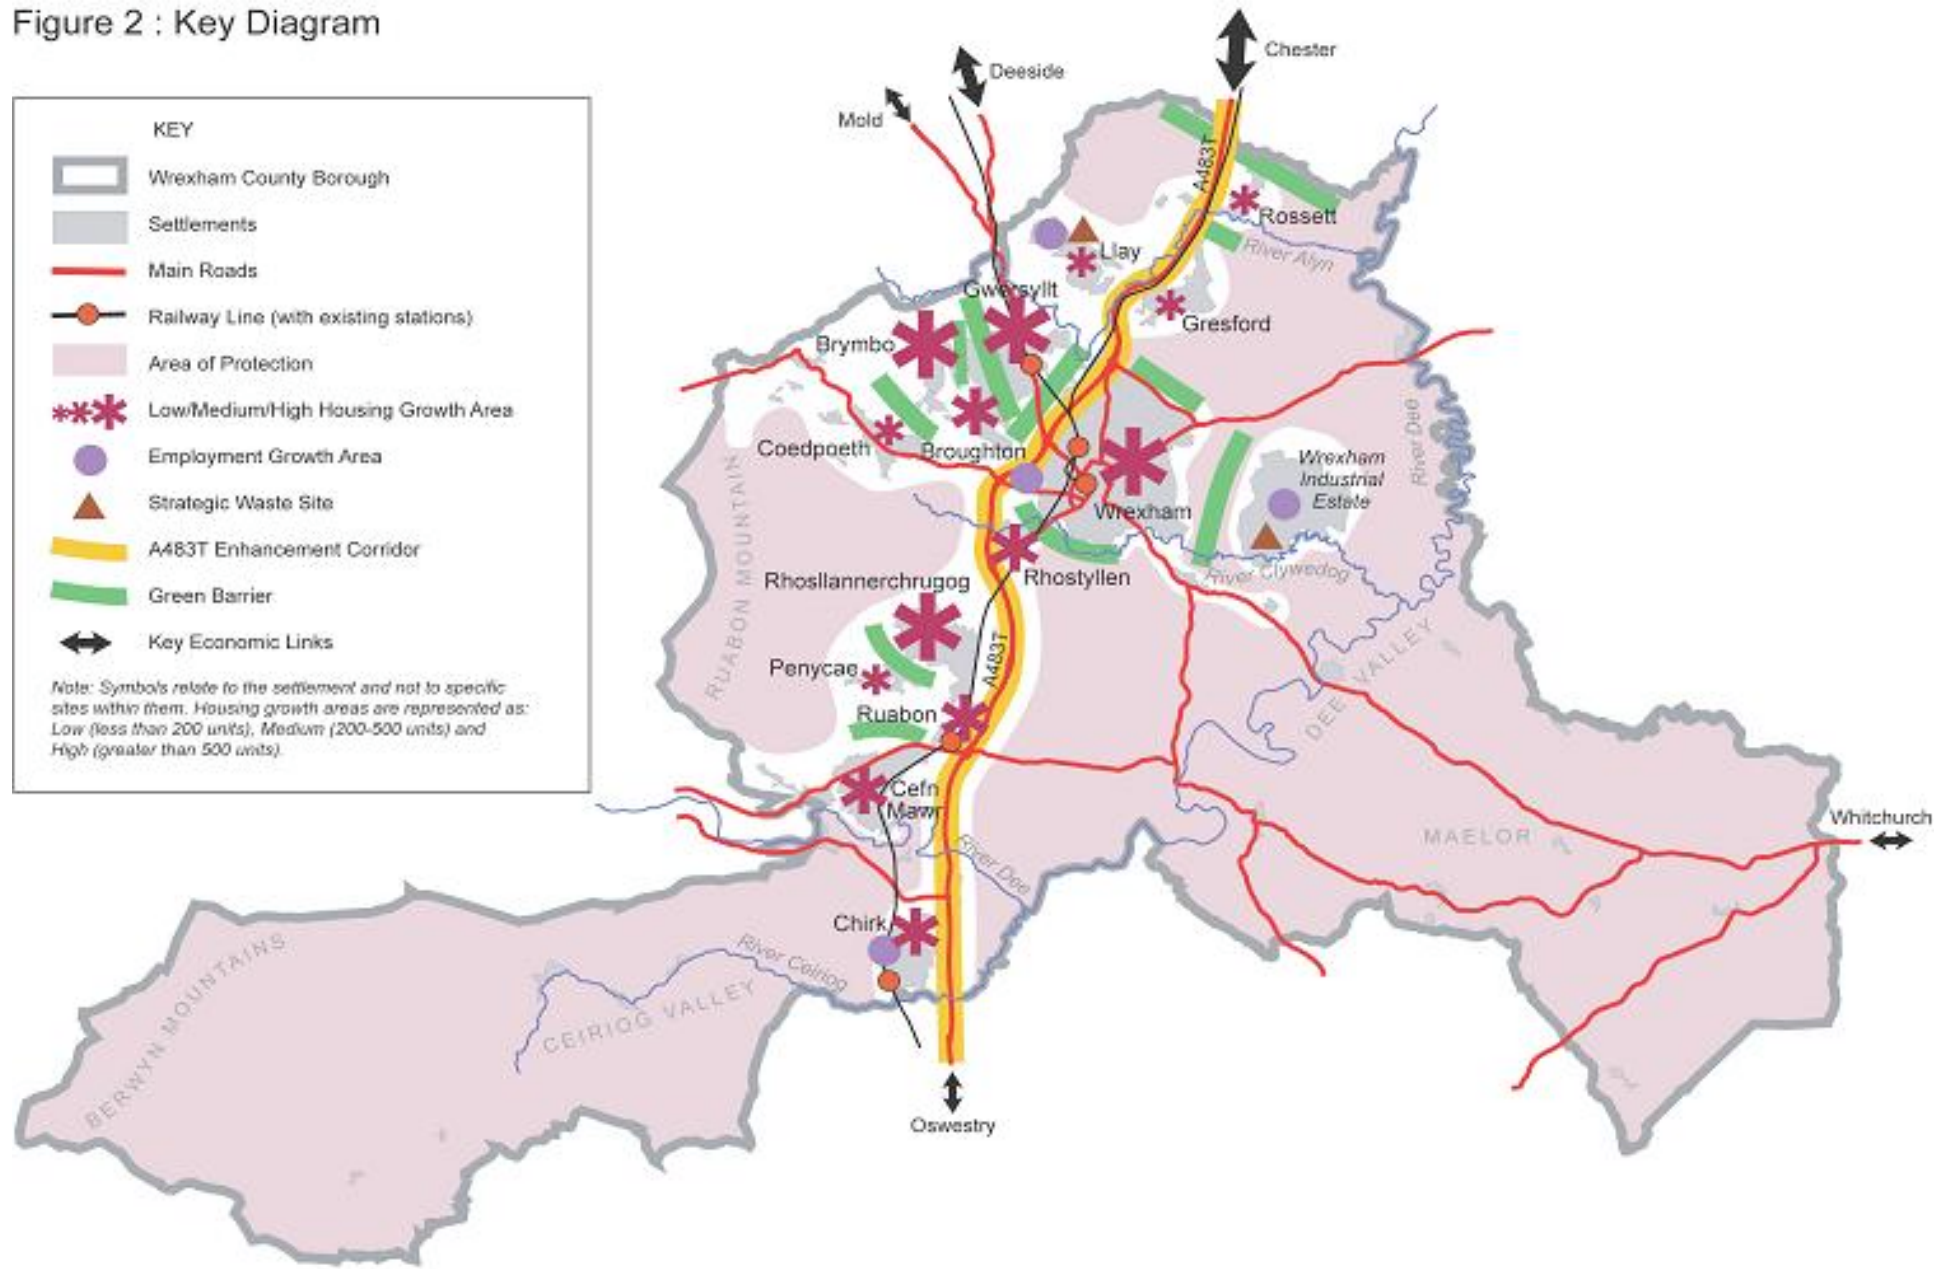 Figure 2 : Key Diagram
KEY
Wrexham County Borough
Settlements
Main Roads
Railway Line (with existing stations)
Area of Protection
Low/Medium/High Housing Growth Area
Employment Growth Area
Strategic Waste Site
A483T Enhancement Corridor
Green Barrier
Key Economic Links
Note: Symbols relate to the settlement and not to specific
sites within them. Housing growth areas are represented as:
Low (less than 200 units), Medium (200-500 units) and
High (greater than 500 units).
Chester
Deeside
Mold
A483T
Rossett
River Alyn
Llay
Gwersyllt
Gresford
Brymbo
Coedpoeth
Broughton
Wrexham
Industrial
Estate
River Dee
Wrexham
RUABON MOUNTAIN
Rhostyllen
River Clywedog
Rhosllannerchrugog
A483T
Penycae
Ruabon
DEE VALLEY
Cefn
Mawr
MAELOR
Whitchurch
River Dee
Chirk
River Ceiriog
CEIRIOG VALLEY
BERWYN MOUNTAINS
Oswestry